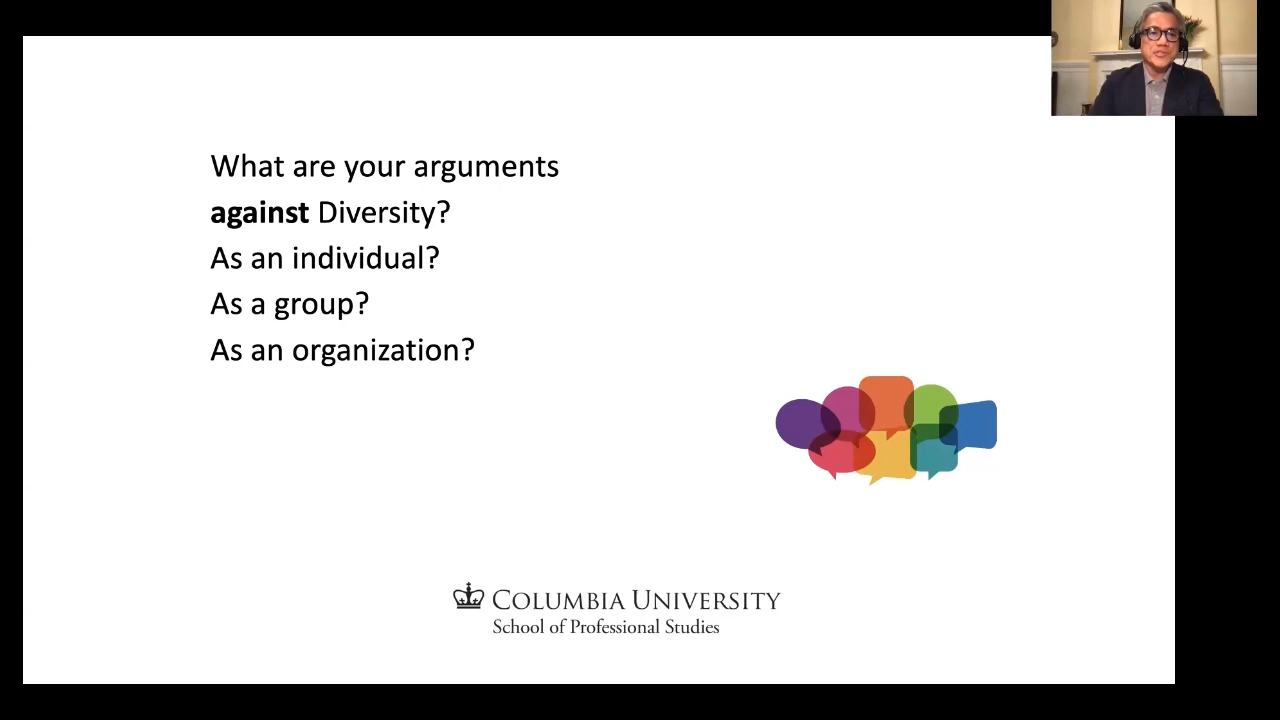 What are your arguments
against Diversity?
As an individual?
As a group?
As an organization?
COLUMBIA UNIVERSITY
School of Professional Studies